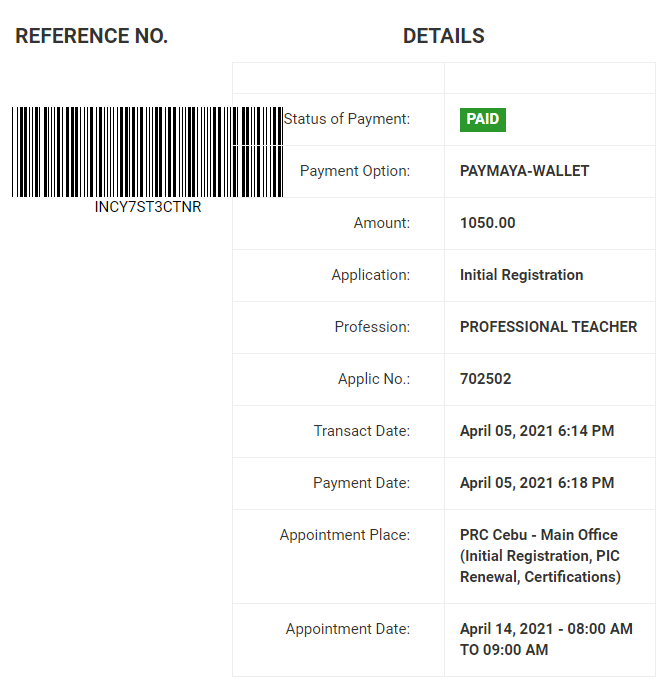 REFERENCE NO.
DETAILS
INCY7ST3CTNR
Status of Payment: PAID
Payment Option: PAYMAYA-WALLET
Amount: 1050.00
Application: Initial Registration
Profession: PROFESSIONAL TEACHER
Applic No.: 702502
Transact Date: April 05, 2021 6:14 PM
Payment Date: April 05, 2021 6:18 PM
Appointment Place: PRC Cebu - Main Office
(Initial Registration, PIC
Renewal, Certifications)
Appointment Date: April 14, 2021 - 08:00 AM
TO 09:00 AM